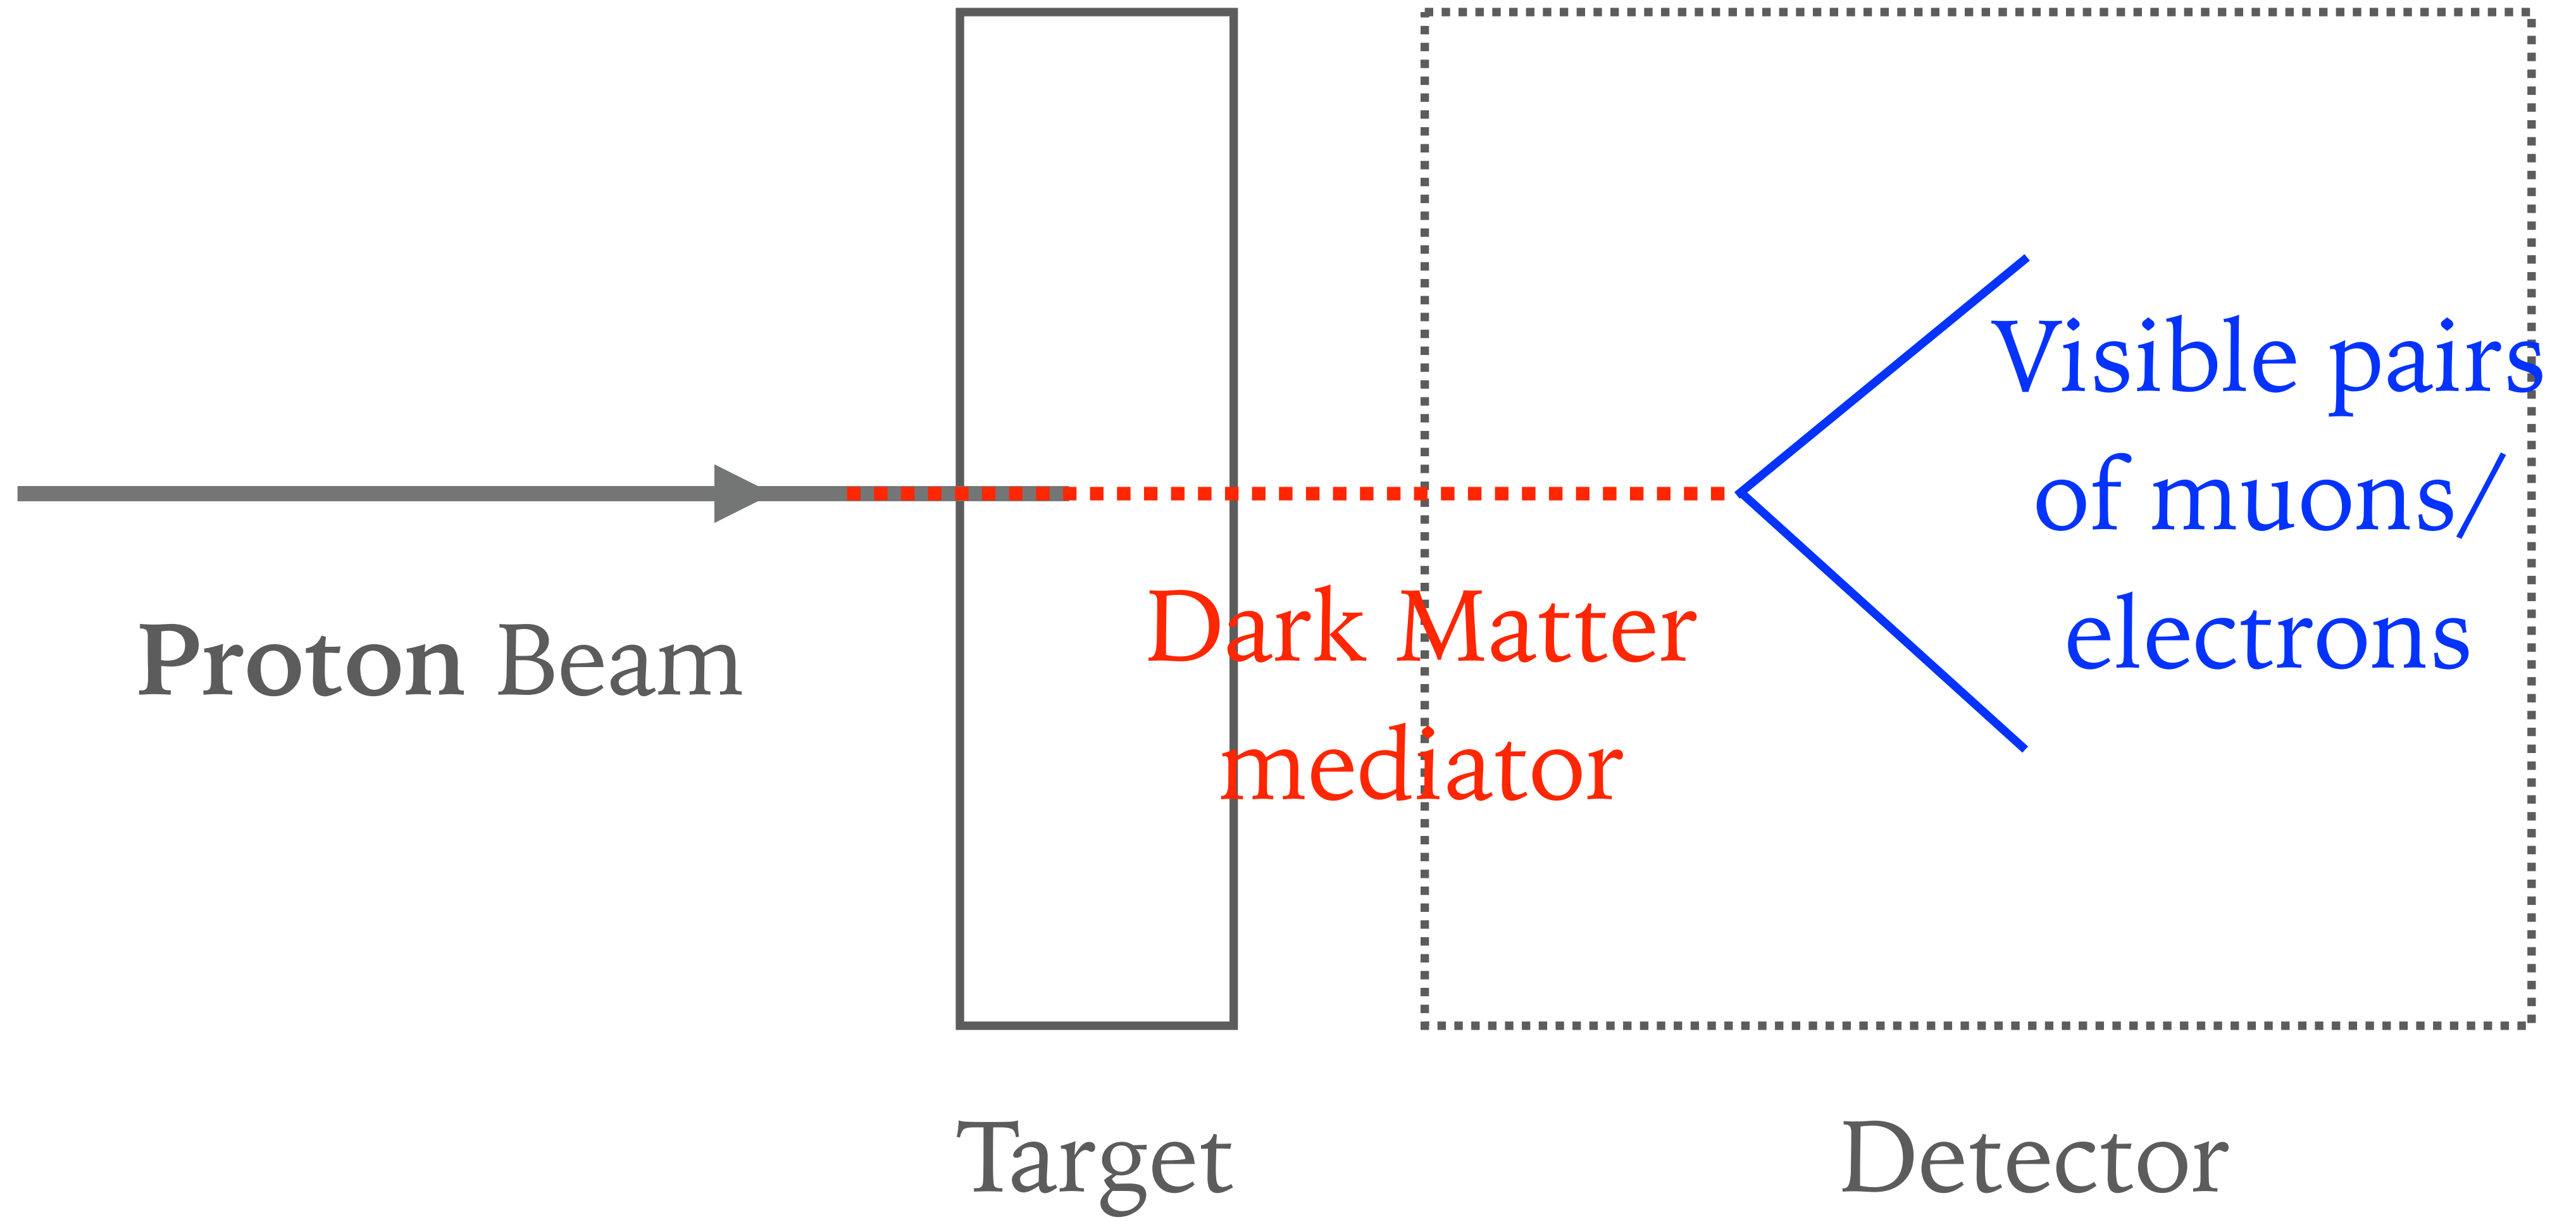 Proton Beam
Dark Matter
mediator
Visible pairs
of muons/
electrons
Target
Detector